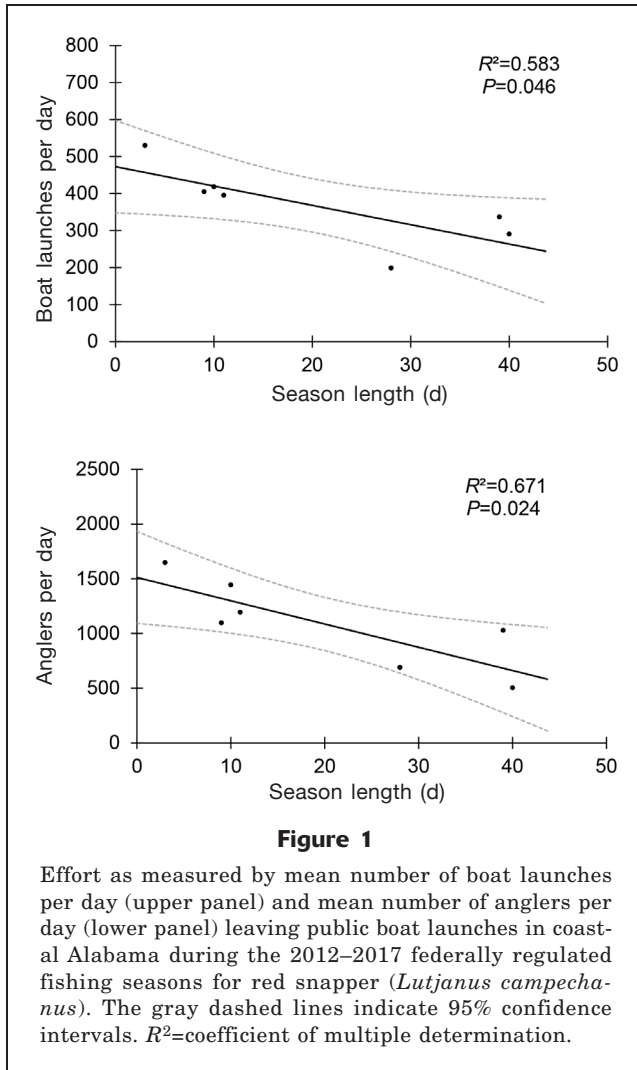 800
700
600
500
400
300
200
100
0
R²=0.583
P=0.046
Boat launches per day
0 10 20 30 40 50
Season length (d)
2500
2000
1500
1000
500
0
R²=0.671
P=0.024
Anglers per day
0 10 20 30 40 50
Season length (d)
Figure 1
Effort as measured by mean number of boat launches
per day (upper panel) and mean number of anglers per
day (lower panel) leaving public boat launches in coast-
al Alabama during the 2012–2017 federally regulated
fishing seasons for red snapper (Lutjanus campecha-
nus). The gray dashed lines indicate 95% confidence
intervals. R²=coefficient of multiple determination.